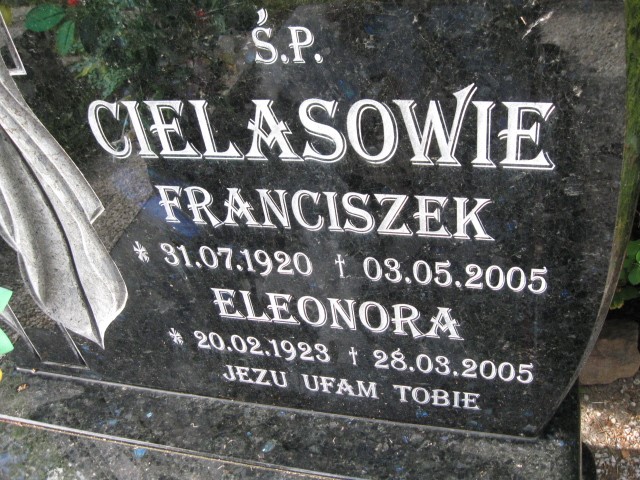 Ś.P.
CIELASOWIE
FRANCISZEK
* 31.07.1920 † 03.05.2005
ELEONORA
* 20.02.1923 † 28.03.2005
JEZU UFAM TOBIE